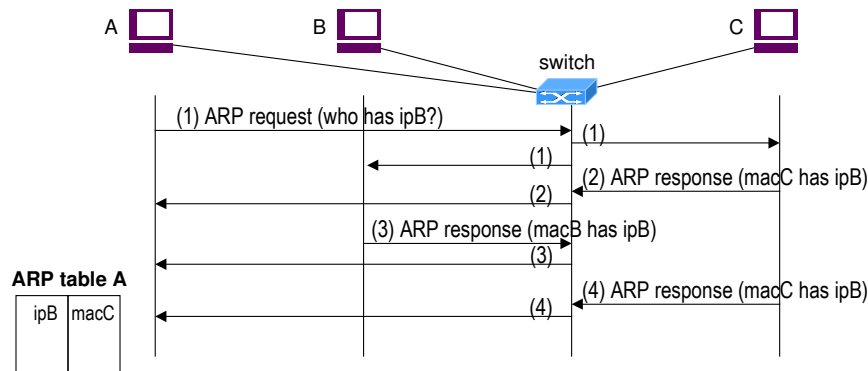 A
B
C
switch
(1) ARP request (who has ipB?)
(1)
(1)
(2) ARP response (macC has ipB)
(2)
(3) ARP response (macB has ipB)
(3)
ARP table A
(4) ARP response (macC has ipB)
(4)
ipB macC